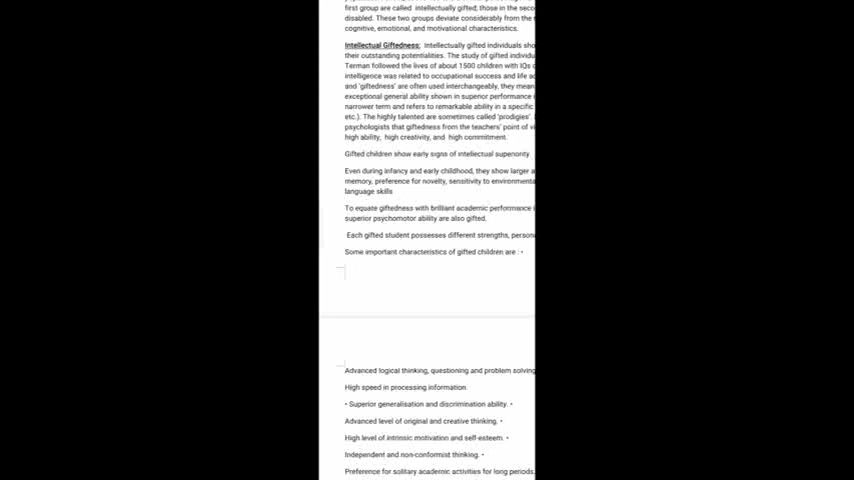 first group are called intellectually gifted; those in the seco
disabled. These two groups deviate considerably from the
cognitive, emotional, and motivational characteristics.
Intellectual Giftedness: Intellectually gifted individuals sho
their outstanding potentialities. The study of gifted individu
Terman followed the lives of about 1500 children with IQs
intelligence was related to occupational success and life a
and 'giftedness' are often used interchangeably, they mean
exceptional general ability shown in superior performance i
narrower term and refers to remarkable ability in a specific
etc.). The highly talented are sometimes called 'prodigies'.
psychologists that giftedness from the teachers' point of vi
high ability, high creativity, and high commitment.
Gifted children show early signs of intellectual superiority
Even during infancy and early childhood, they show larger a
memory, preference for novelty, sensitivity to environmenta
language skills
To equate giftedness with brilliant academic performance i
superior psychomotor ability are also gifted.
Each gifted student possesses different strengths, person
Some important characteristics of gifted children are : •
Advanced logical thinking, questioning and problem solving
High speed in processing information
• Superior generalisation and discrimination ability. •
Advanced level of original and creative thinking. •
High level of intrinsic motivation and self-esteem. •
Independent and non-conformist thinking. •
Preference for solitary academic activities for long periods.